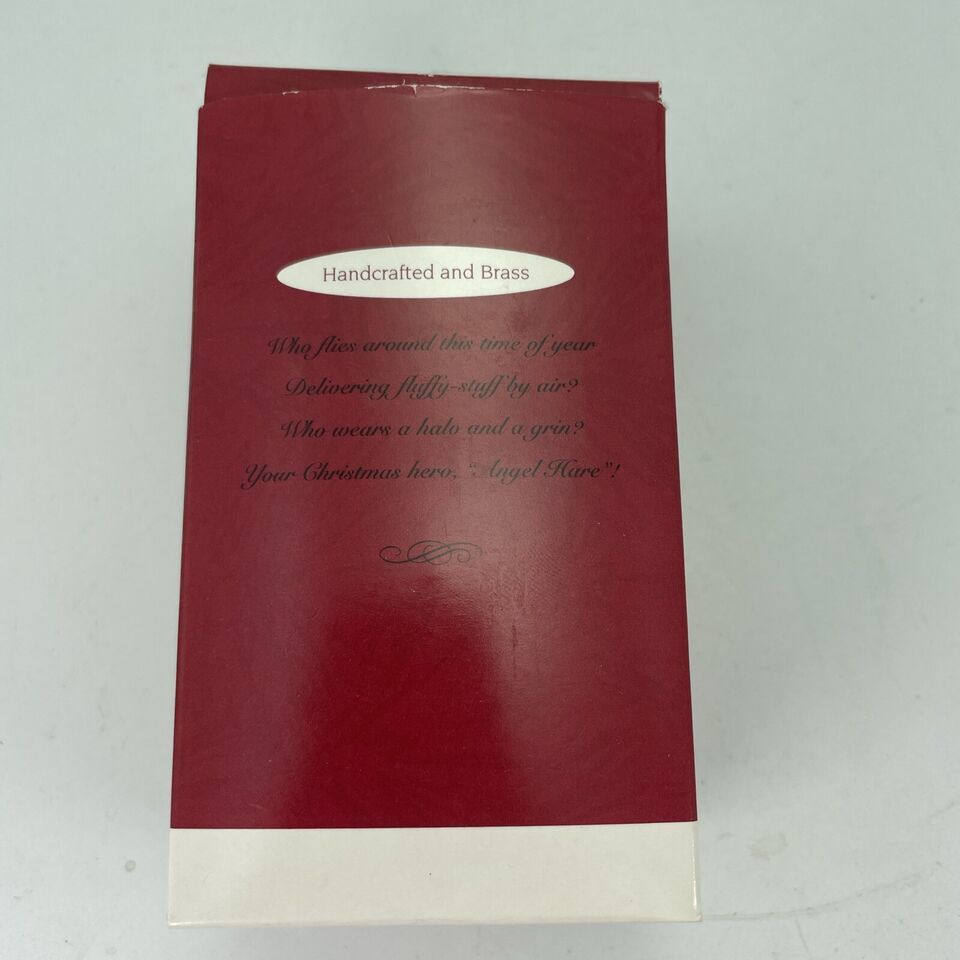 Handcrafted and Brass
Who flies around this time of year
Delivering fluffy-stuff by air?
Who wears a halo and a grin?
Your Christmas hero, "Angel Hare"!